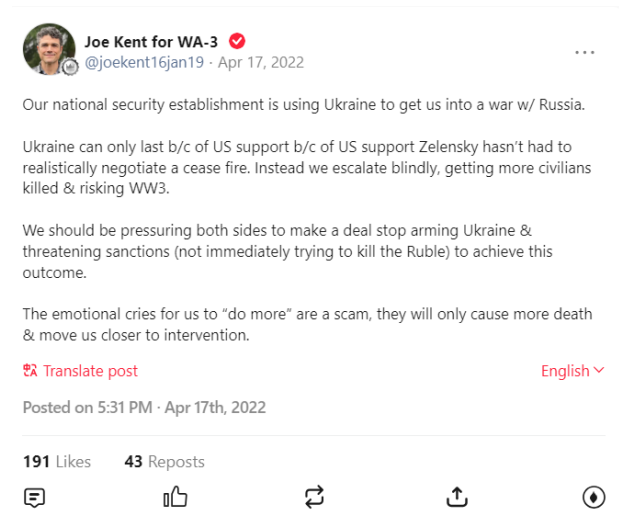 Joe Kent for WA-3
@joekent16jan19 · Apr 17, 2022
Our national security establishment is using Ukraine to get us into a war w/ Russia.
Ukraine can only last b/c of US support b/c of US support Zelensky hasn't had to
realistically negotiate a cease fire. Instead we escalate blindly, getting more civilians
killed & risking WW3.
We should be pressuring both sides to make a deal stop arming Ukraine &
threatening sanctions (not immediately trying to kill the Ruble) to achieve this
outcome.
The emotional cries for us to “do more” are a scam, they will only cause more death
& move us closer to intervention.
Translate post English
Posted on 5:31 PM · Apr 17th, 2022
191 Likes 43 Reposts